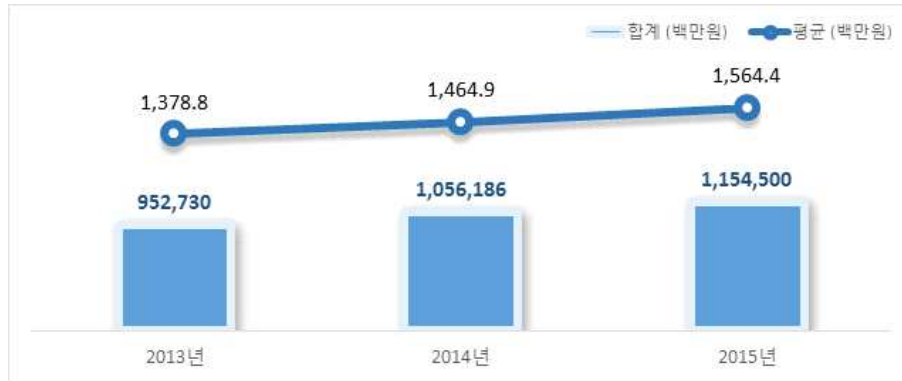 합계 (백만원) 평균 (백만원)
1,378.8 1,464.9 1,564.4
952,730 1,056,186 1,154,500
2013년 2014년 2015년